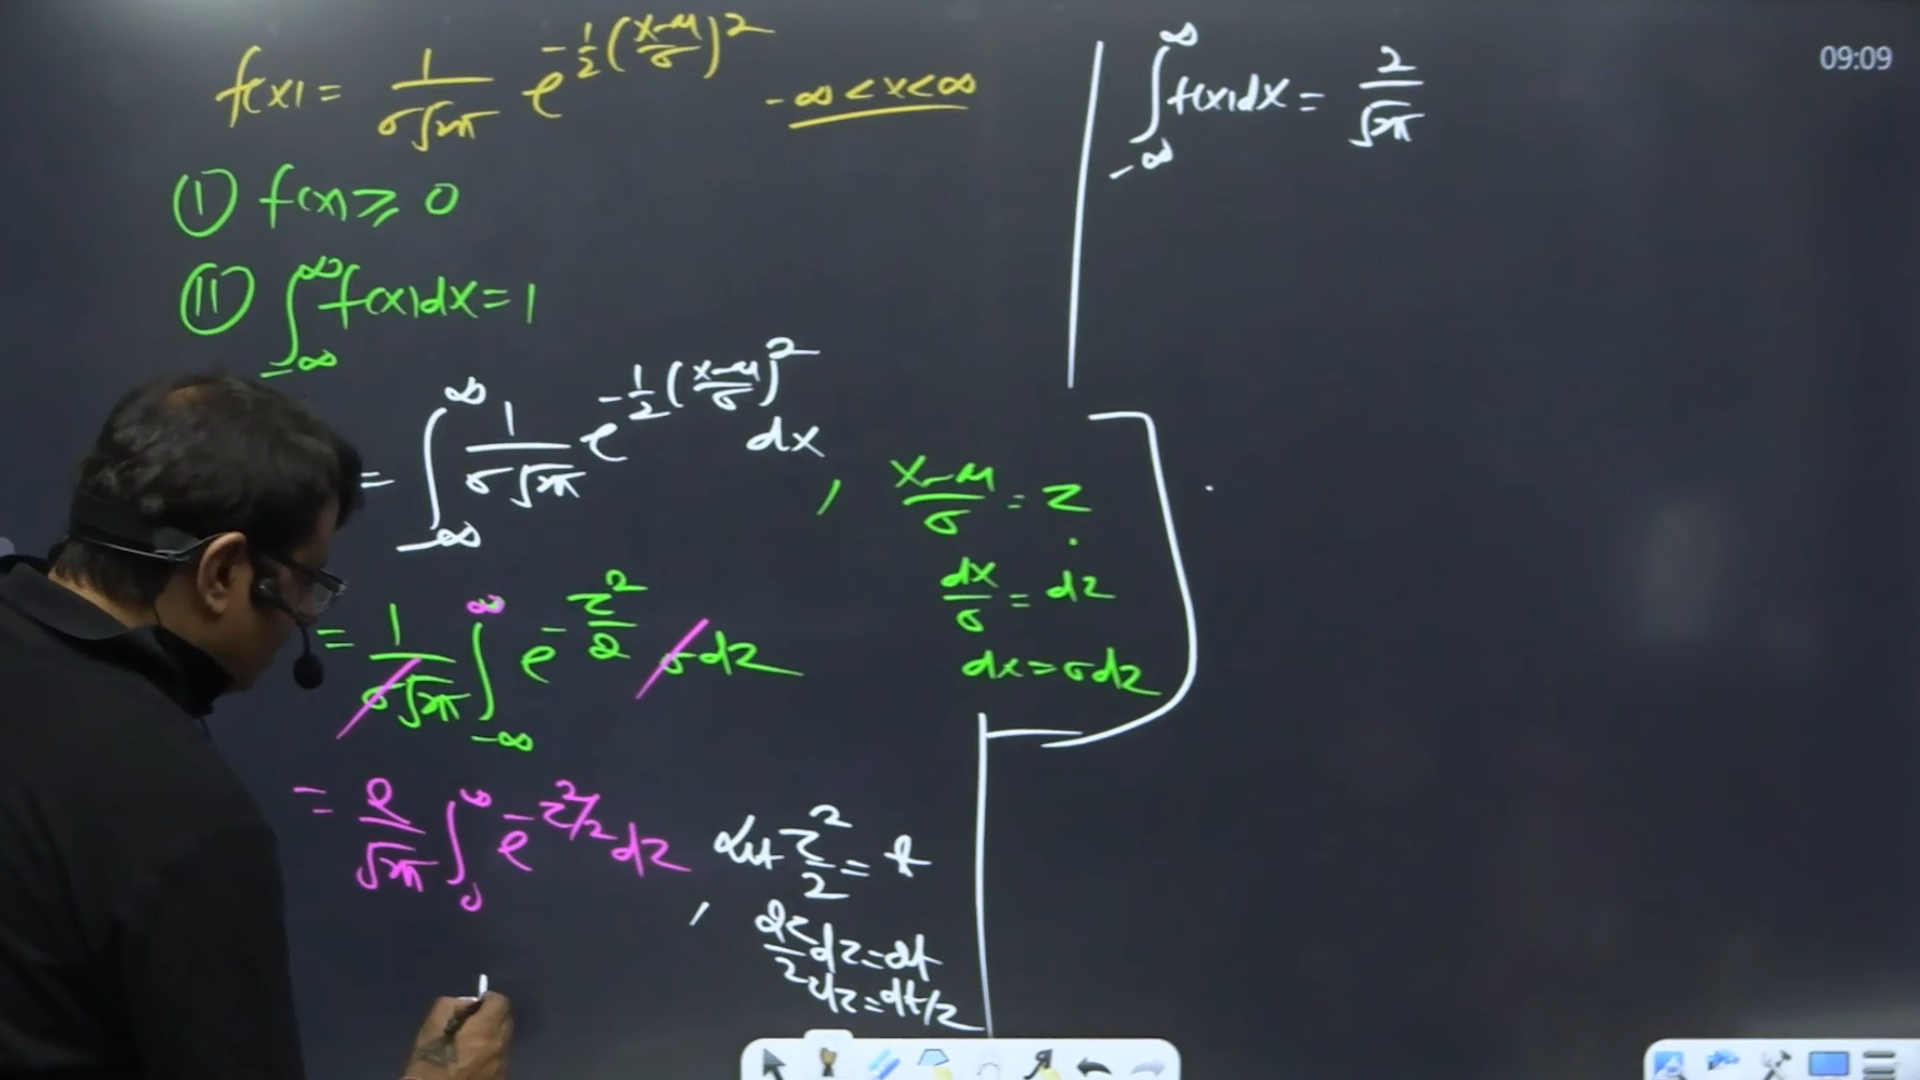 f(x) = 1/σ√2π e^-1/2(x-μ/σ)^2 -∞<x<∞
(I) f(x) ≥ 0
(II) ∫_-∞^∞ f(x)dx = 1
= ∫_-∞^∞ 1/σ√2π e^-1/2(x-μ/σ)^2 dx , x-μ/σ = z
dx/σ = dz
dx = σdz
= 1/σ√2π ∫_-∞^∞ e^-z^2/2 σdz
= 2/√2π ∫_0^∞ e^-z^2/2 dz , Let z^2/2 = t
2z/2 dz = dt
dz = dt/z
∫_-∞^∞ f(x)dx = 2/√2π
09:09